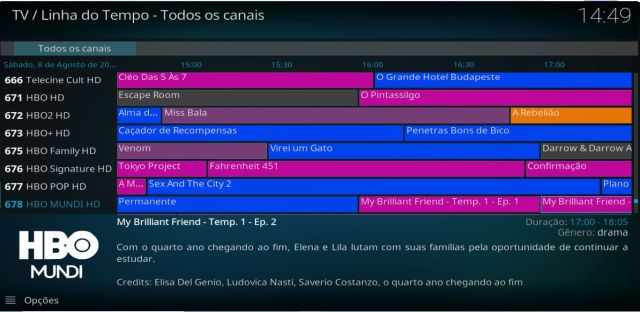 TV / Linha do Tempo - Todos os canais
14:49
Todos os canais
Sábado, 8 de Agosto de 20... 15:00 15:30 16:00 16:30 17:00
666 Telecine Cult HD Cléo Das 5 Às 7 O Grande Hotel Budapeste
671 HBO HD Escape Room O Pintassilgo
672 HBO2 HD Alma d... Miss Bala A Rebelião
673 HBO+ HD Caçador de Recompensas Penetras Bons de Bico
675 HBO Family HD Venom Virei um Gato Darrow & Darrow A
676 HBO Signature HD Tokyo Project Fahrenheit 451 Confirmação
677 HBO POP HD A M... Sex And The City 2 Plano
678 HBO MUNDI HD Permanente My Brilliant Friend - Temp. 1 - Ep. 1 My Brilliant Friend -
My Brilliant Friend - Temp. 1 - Ep. 2 Duração: 17:00 - 18:05
Gênero: drama
HBO
MUNDI
Com o quarto ano chegando ao fim, Elena e Lila lutam com suas famílias pela oportunidade de continuar a
estudar.
Credits: Elisa Del Genio, Ludovica Nasti, Saverio Costanzo, o quarto ano chegando ao fim
Opções